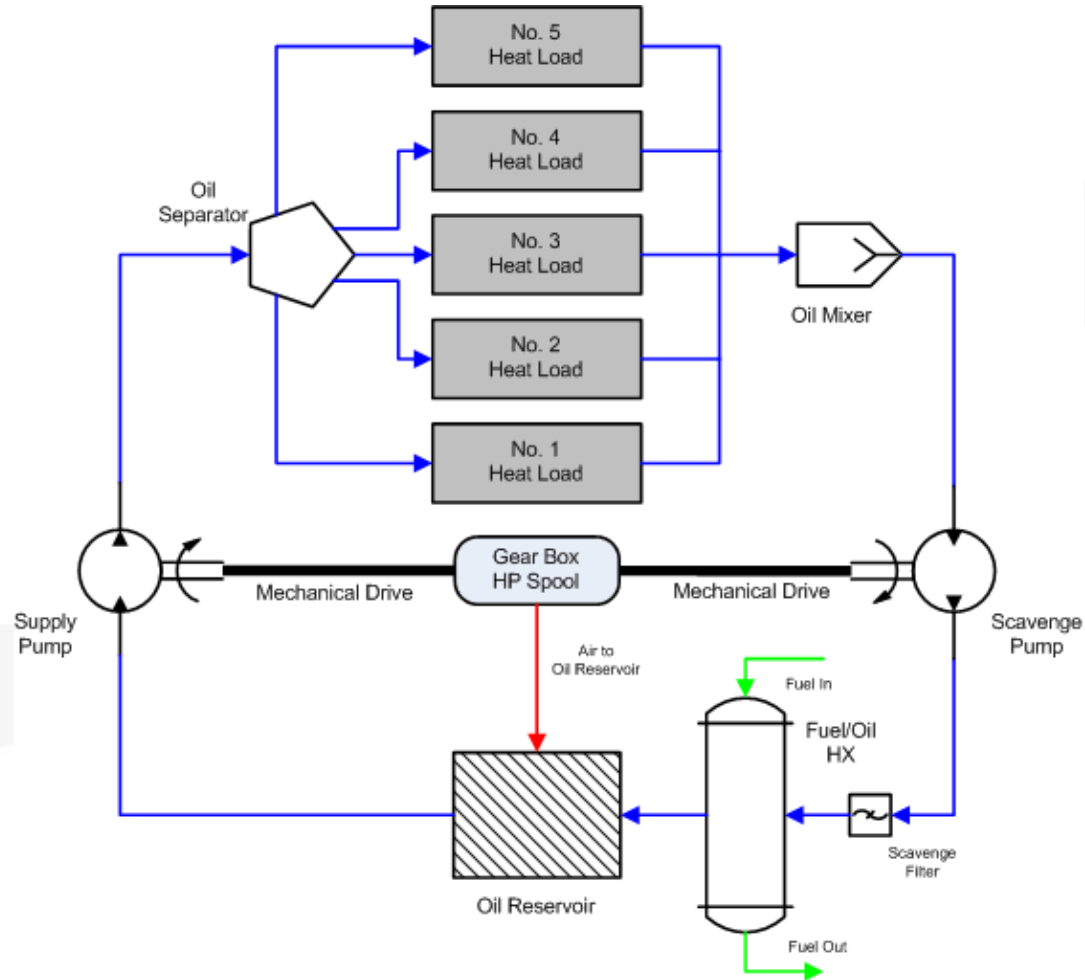 No. 5
Heat Load
No. 4
Heat Load
Oil
Separator
No. 3
Heat Load
Oil Mixer
No. 2
Heat Load
No. 1
Heat Load
Gear Box
HP Spool
Mechanical Drive
Mechanical Drive
Supply
Pump
Scavenge
Pump
Air to
Oil Reservoir
Fuel In
Fuel/Oil
HX
Scavenge
Filter
Oil Reservoir
Fuel Out